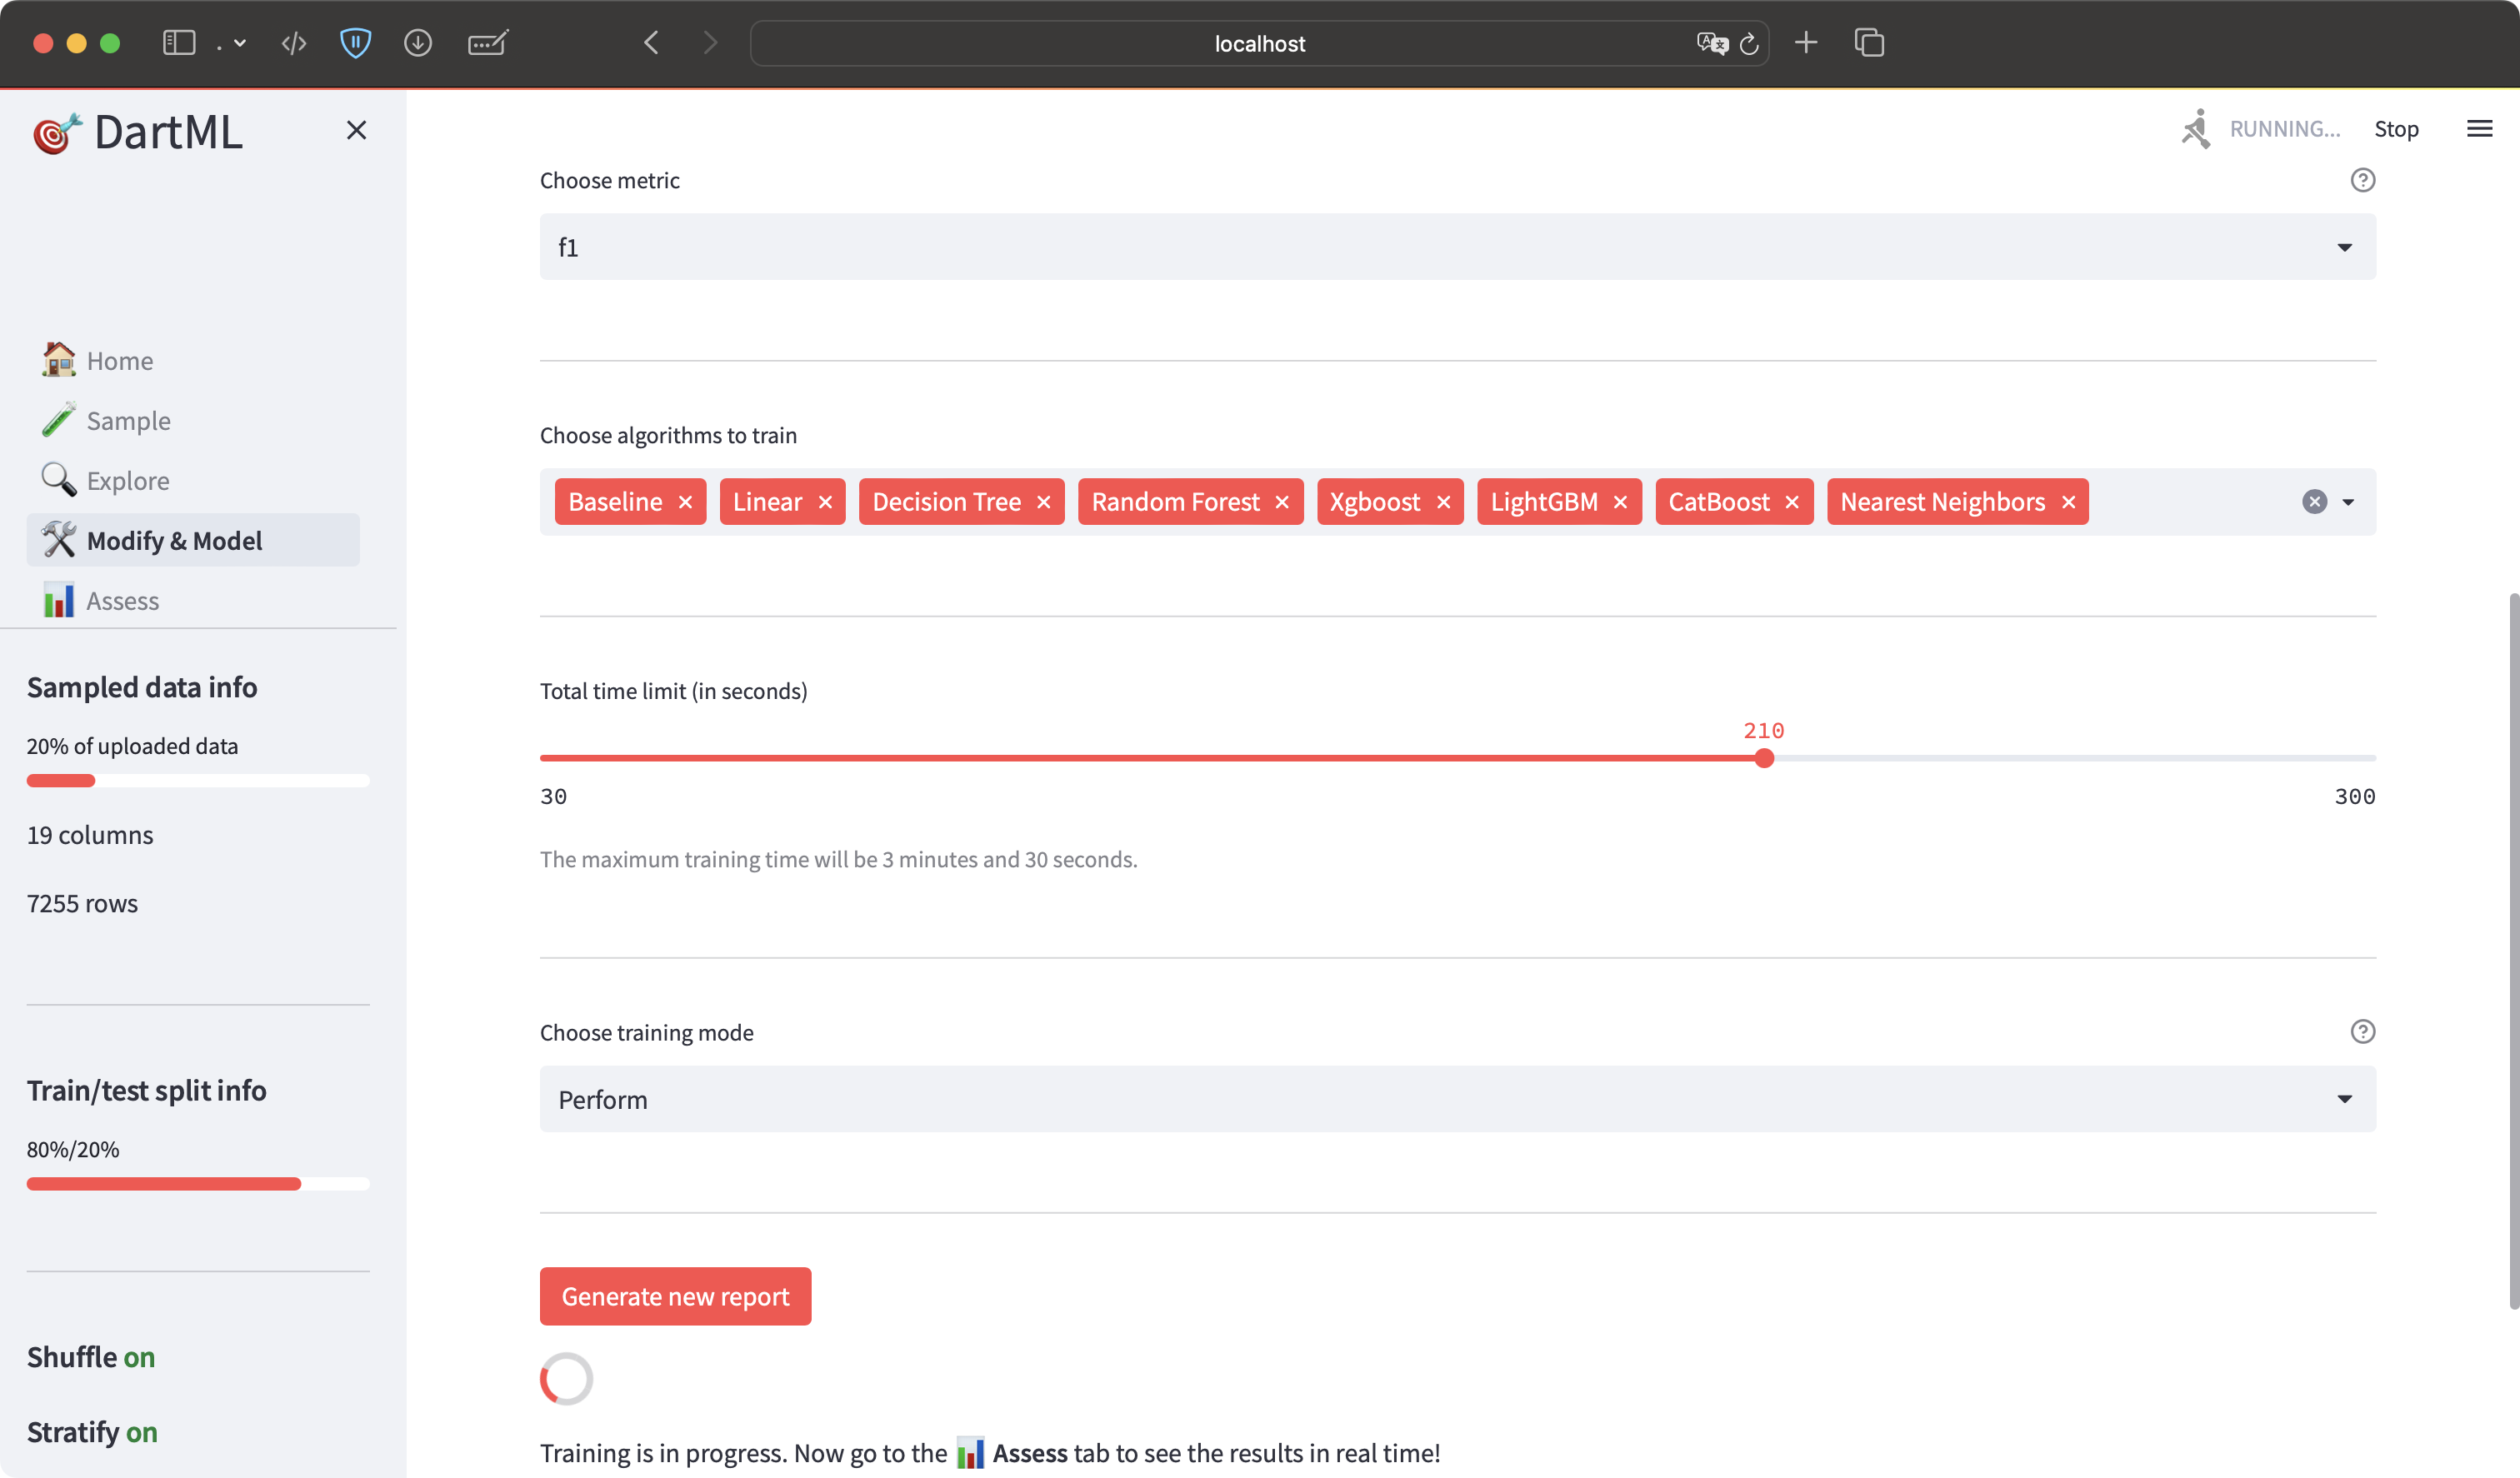 localhost
DartML
RUNNING...
Stop
Home
Sample
Explore
Modify & Model
Assess
Sampled data info
20% of uploaded data
19 columns
7255 rows
Train/test split info
80%/20%
Shuffle on
Stratify on
Choose metric
f1
Choose algorithms to train
Baseline Linear Decision Tree Random Forest Xgboost LightGBM CatBoost Nearest Neighbors
Total time limit (in seconds)
210
30 300
The maximum training time will be 3 minutes and 30 seconds.
Choose training mode
Perform
Generate new report
Training is in progress. Now go to the 📊 Assess tab to see the results in real time!